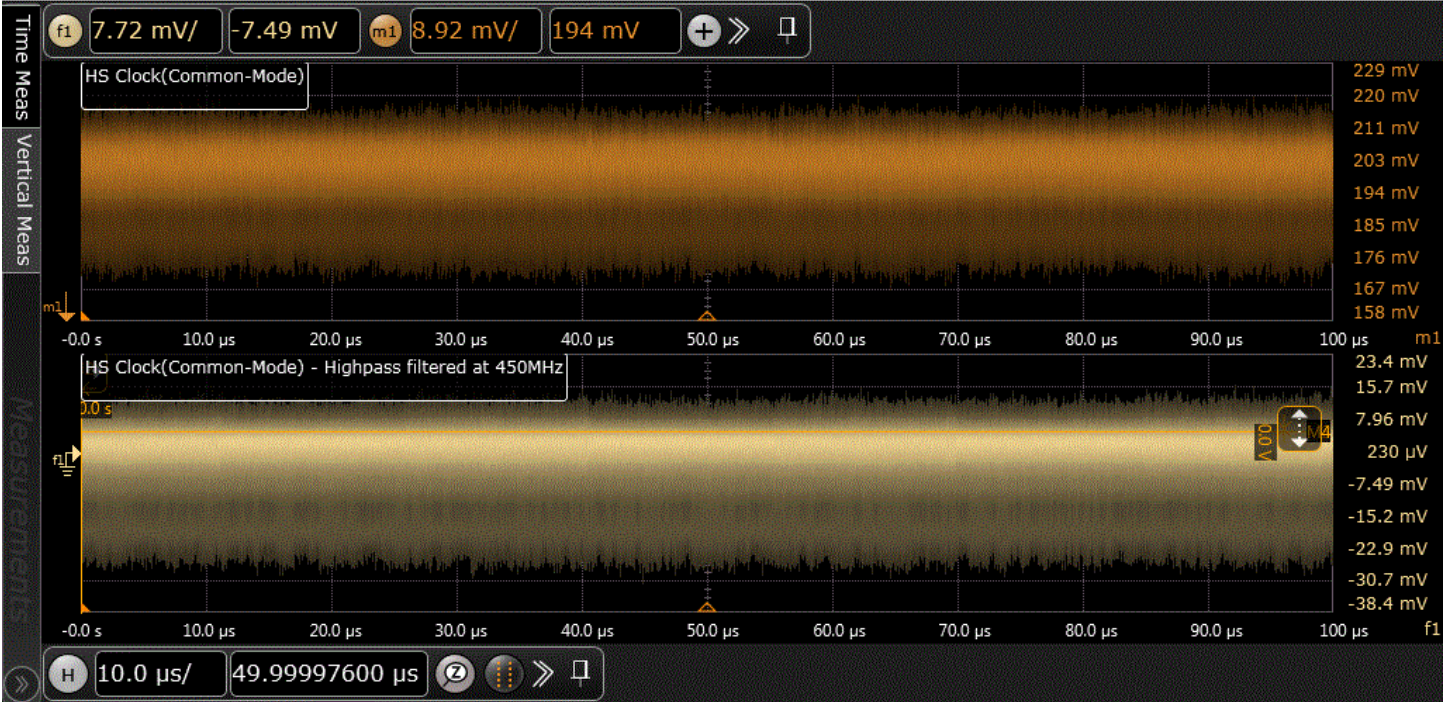 Time Meas
Vertical Meas
Measurements
f1 7.72 mV/ -7.49 mV m1 8.92 mV/ 194 mV +
HS Clock(Common-Mode)
229 mV
220 mV
211 mV
203 mV
194 mV
185 mV
176 mV
167 mV
158 mV
m1
-0.0 s 10.0 µs 20.0 µs 30.0 µs 40.0 µs 50.0 µs 60.0 µs 70.0 µs 80.0 µs 90.0 µs 100 µs m1
HS Clock(Common-Mode) - Highpass filtered at 450MHz
0.0 s
f1
0.0 V
M4
23.4 mV
15.7 mV
7.96 mV
230 µV
-7.49 mV
-15.2 mV
-22.9 mV
-30.7 mV
-38.4 mV
-0.0 s 10.0 µs 20.0 µs 30.0 µs 40.0 µs 50.0 µs 60.0 µs 70.0 µs 80.0 µs 90.0 µs 100 µs f1
H 10.0 µs/ 49.99997600 µs Z